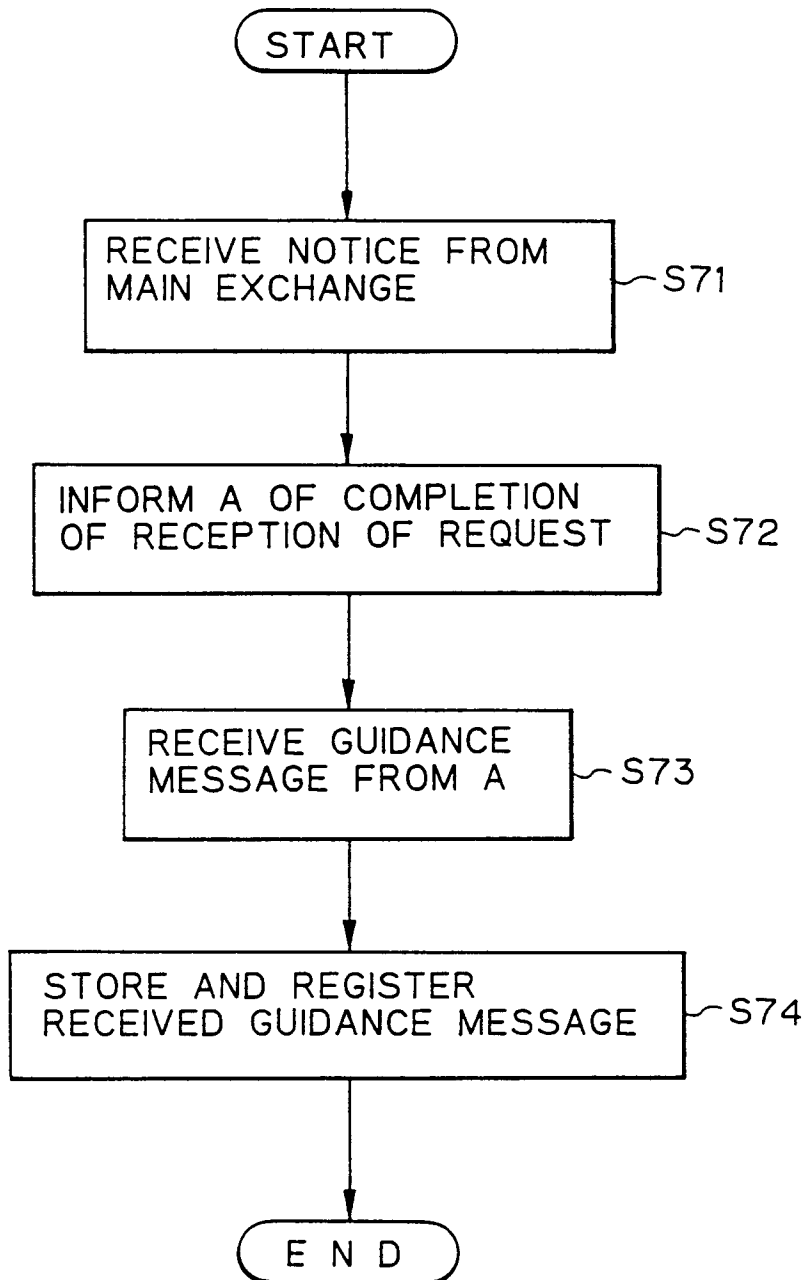 START
RECEIVE NOTICE FROM
MAIN EXCHANGE
S71
INFORM A OF COMPLETION
OF RECEPTION OF REQUEST
S72
RECEIVE GUIDANCE
MESSAGE FROM A
S73
STORE AND REGISTER
RECEIVED GUIDANCE MESSAGE
S74
END